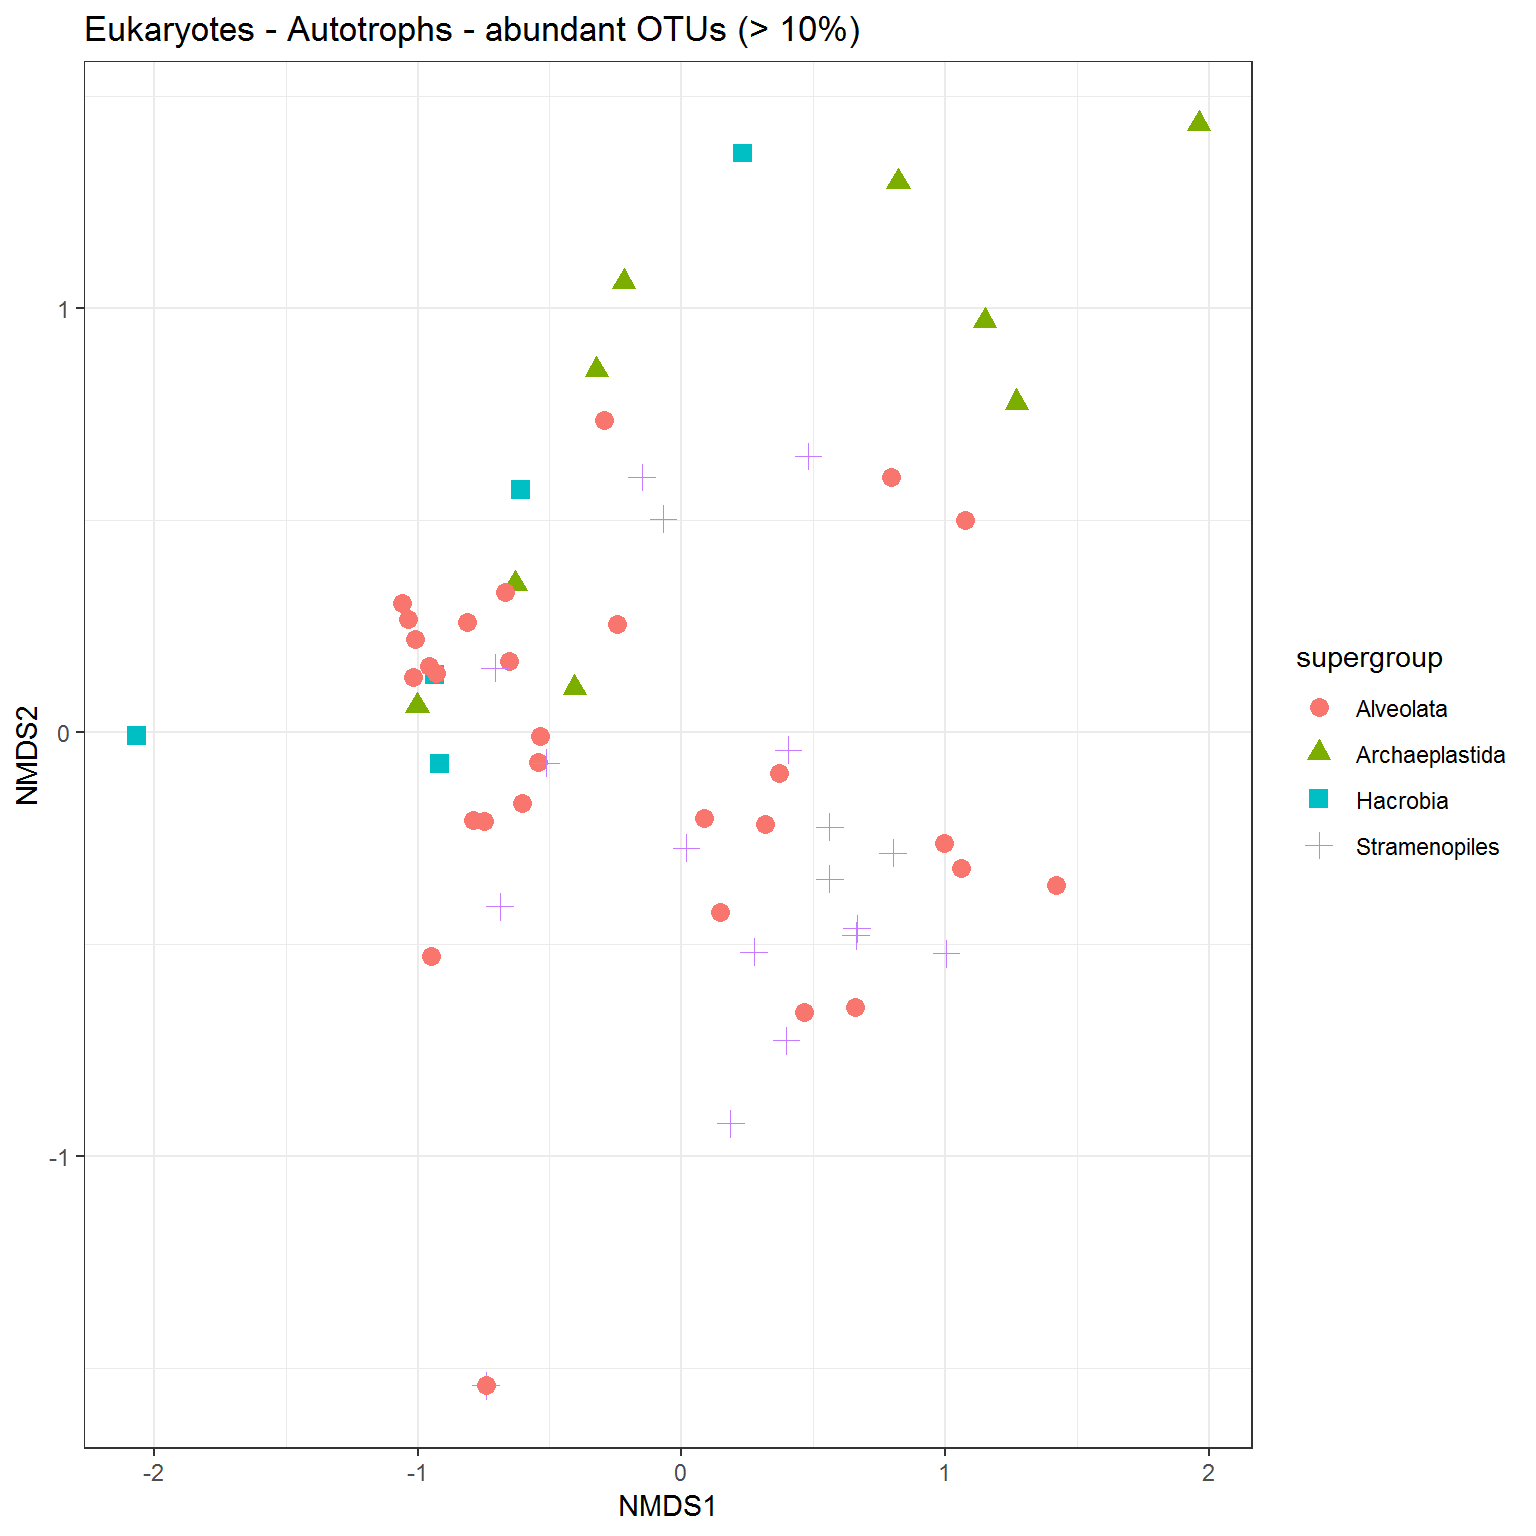 Eukaryotes - Autotrophs - abundant OTUs (> 10%)
1
0
-1
NMDS2
-2
-1
0
1
2
NMDS1
supergroup
Alveolata
Archaeplastida
Hacrobia
Stramenopiles